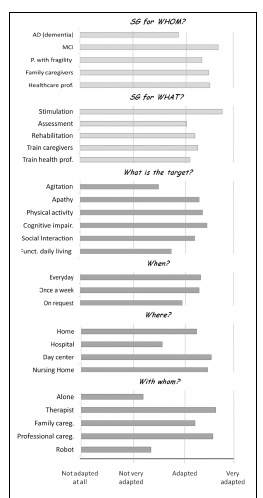 SG for WHOM?
AD (dementia)
MCI
P. with fragility
Family caregivers
Healthcare prof.
SG for WHAT?
Stimulation
Assessment
Rehabilitation
Train caregivers
Train health prof.
What is the target?
Agitation
Apathy
Physical activity
Cognitive impair.
Social Interaction
Funct. daily living
When?
Everyday
Once a week
On request
Where?
Home
Hospital
Day center
Nursing Home
With whom?
Alone
Therapist
Family careg.
Professional careg.
Robot
Not adapted Not very Adapted Very
at all adapted adapted